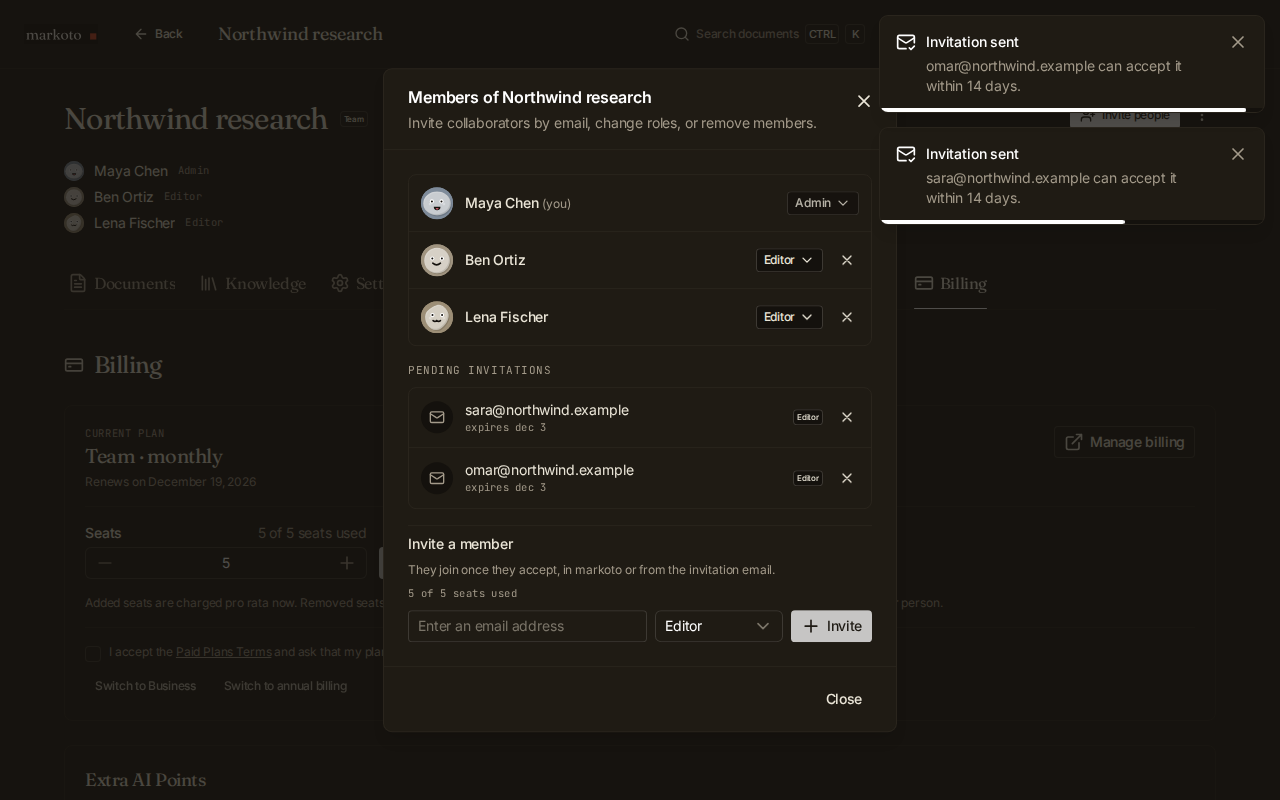 markoto
Back
Northwind research
Search documents CTRL K
Northwind research Team
Maya Chen Admin
Ben Ortiz Editor
Lena Fischer Editor
Documents
Knowledge
Sett
Billing
Invite people
Billing
CURRENT PLAN
Team · monthly
Renews on December 19, 2026
Manage billing
Seats
5 of 5 seats used
5
Added seats are charged pro rata now. Removed seats
person.
I accept the Paid Plans Terms and ask that my plan
Switch to Business
Switch to annual billing
Extra AI Points
Members of Northwind research
Invite collaborators by email, change roles, or remove members.
Maya Chen (you)
Admin
Ben Ortiz
Editor
Lena Fischer
Editor
PENDING INVITATIONS
sara@northwind.example
expires dec 3
Editor
omar@northwind.example
expires dec 3
Editor
Invite a member
They join once they accept, in markoto or from the invitation email.
5 of 5 seats used
Enter an email address
Editor
Invite
Close
Invitation sent
omar@northwind.example can accept it
within 14 days.
Invitation sent
sara@northwind.example can accept it
within 14 days.